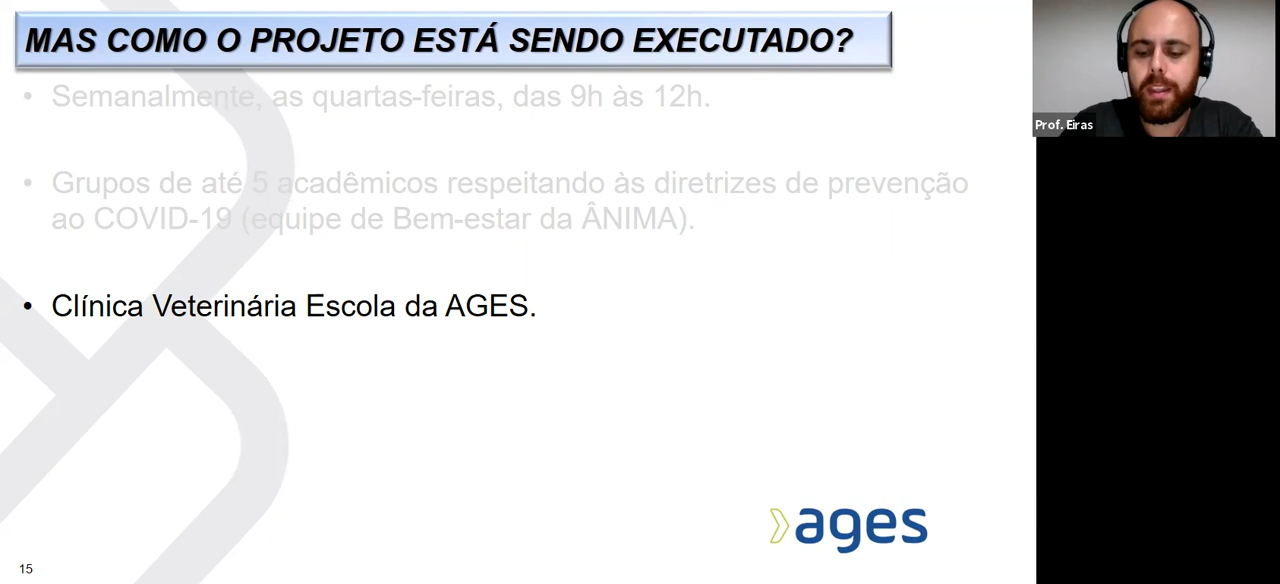 MAS COMO O PROJETO ESTÁ SENDO EXECUTADO?
• Semanalmente, as quartas-feiras, das 9h às 12h.
• Grupos de até 5 acadêmicos respeitando às diretrizes de prevenção
ao COVID-19 (equipe de Bem-estar da ÂNIMA).
• Clínica Veterinária Escola da AGES.
ages
15
Prof. Eiras